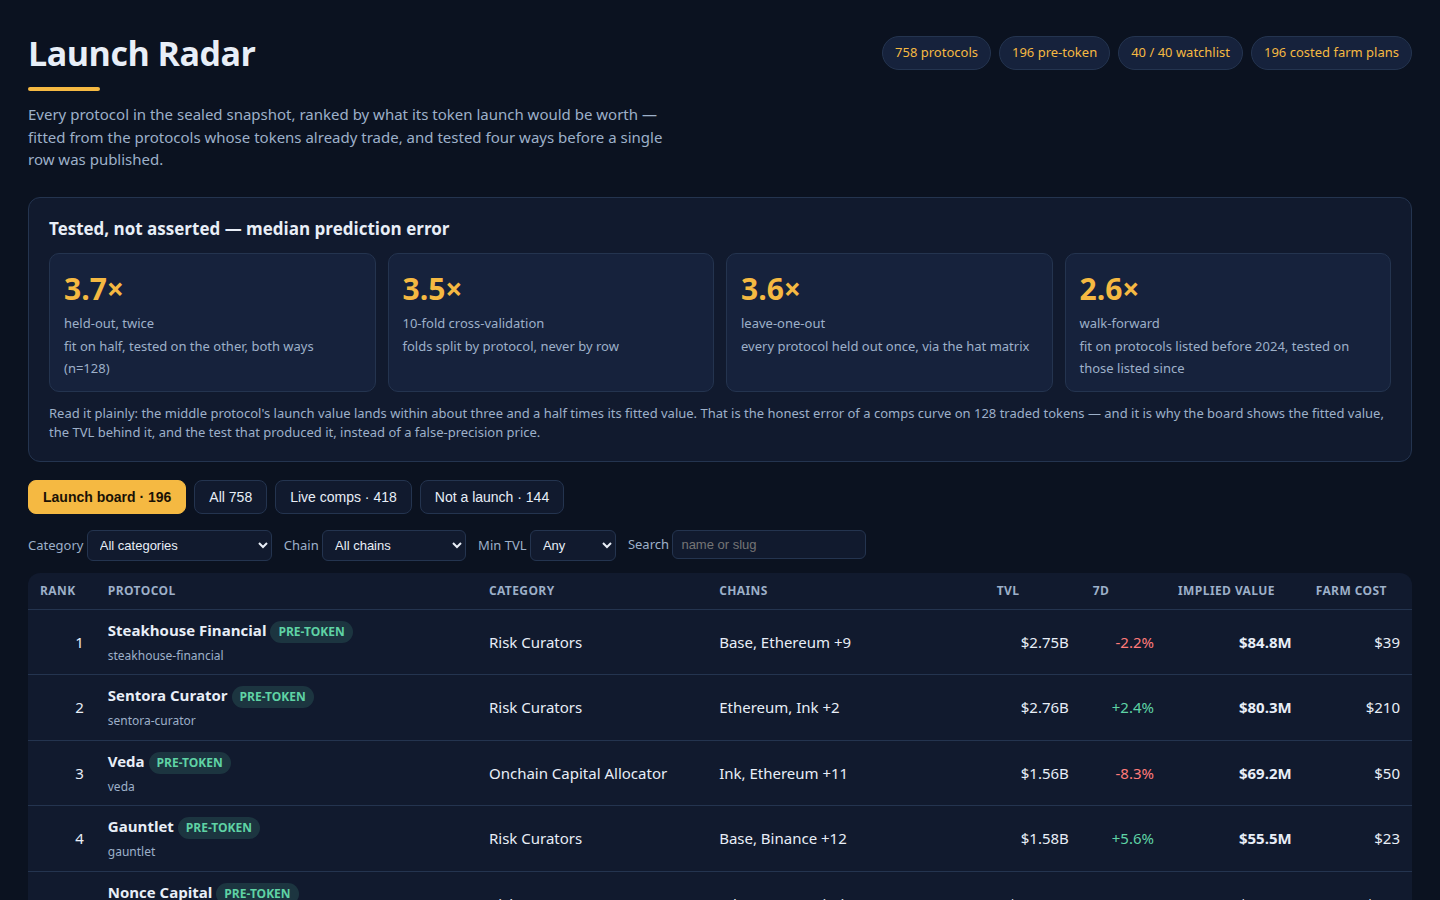 Launch Radar
758 protocols
196 pre-token
40 / 40 watchlist
196 costed farm plans
Every protocol in the sealed snapshot, ranked by what its token launch would be worth —
fitted from the protocols whose tokens already trade, and tested four ways before a single
row was published.
Tested, not asserted — median prediction error
3.7×
held-out, twice
fit on half, tested on the other, both ways
(n=128)
3.5×
10-fold cross-validation
folds split by protocol, never by row
3.6×
leave-one-out
every protocol held out once, via the hat matrix
2.6×
walk-forward
fit on protocols listed before 2024, tested on
those listed since
Read it plainly: the middle protocol's launch value lands within about three and a half times its fitted value. That is the honest error of a comps curve on 128 traded tokens — and it is why the board shows the fitted value,
the TVL behind it, and the test that produced it, instead of a false-precision price.
Launch board · 196
All 758
Live comps · 418
Not a launch · 144
Category All categories Chain All chains Min TVL Any Search name or slug
RANK PROTOCOL CATEGORY CHAINS TVL 7D IMPLIED VALUE FARM COST
1 Steakhouse Financial PRE-TOKEN Risk Curators Base, Ethereum +9 $2.75B -2.2% $84.8M $39
steakhouse-financial
2 Sentora Curator PRE-TOKEN Risk Curators Ethereum, Ink +2 $2.76B +2.4% $80.3M $210
sentora-curator
3 Veda PRE-TOKEN Onchain Capital Allocator Ink, Ethereum +11 $1.56B -8.3% $69.2M $50
veda
4 Gauntlet PRE-TOKEN Risk Curators Base, Binance +12 $1.58B +5.6% $55.5M $23
gauntlet
Nonce Capital PRE-TOKEN